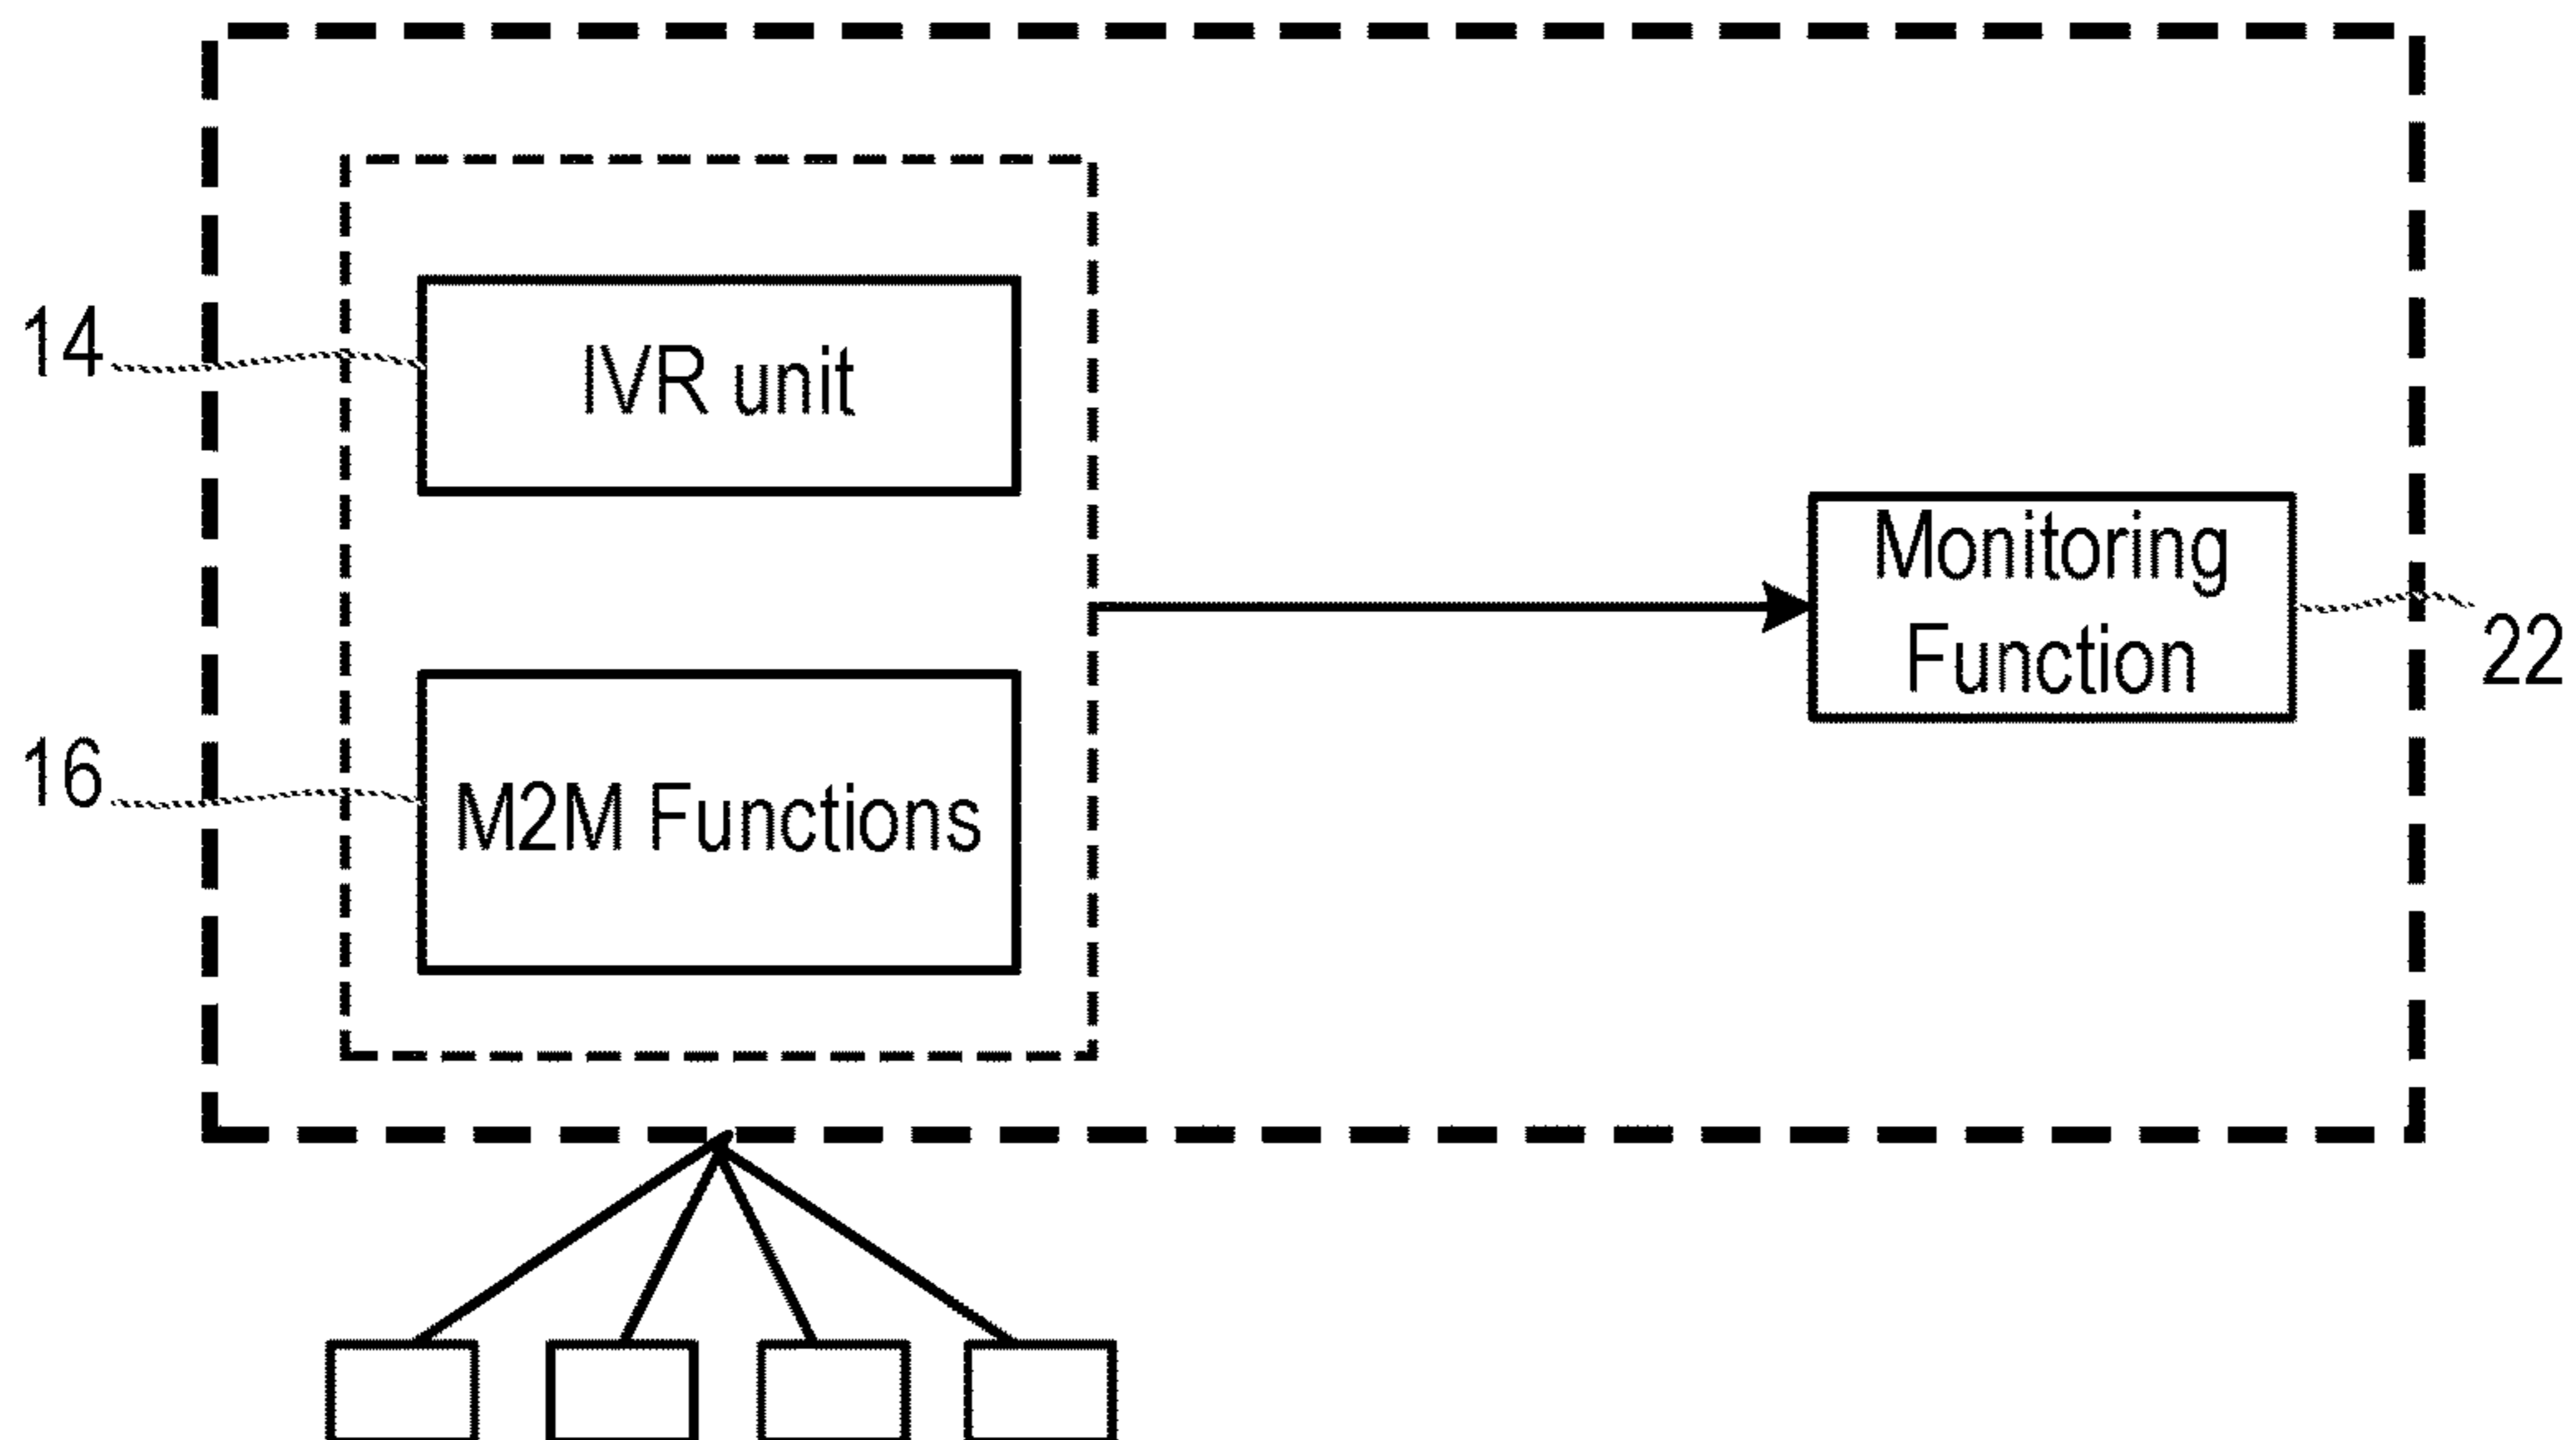 14
IVR unit
Monitoring
Function
22
16
M2M Functions